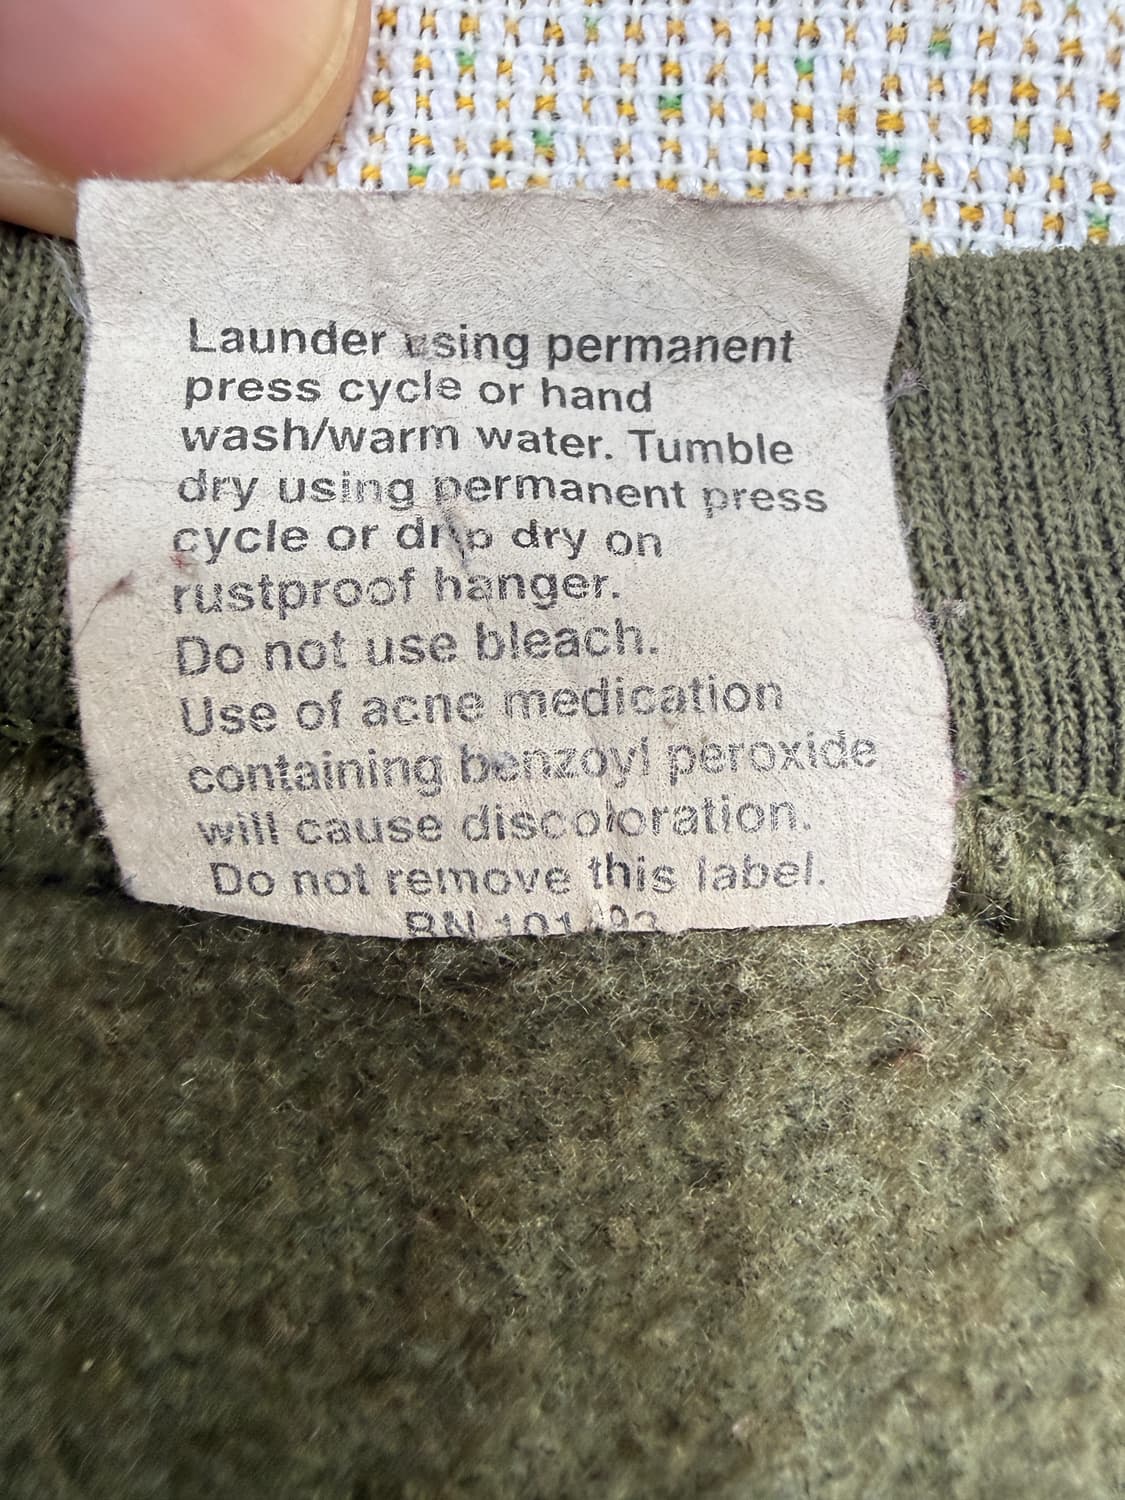 Launder using permanent
press cycle or hand
wash/warm water. Tumble
dry using permanent press
cycle or drip dry on
rustproof hanger.
Do not use bleach.
Use of acne medication
containing benzoyl peroxide
will cause discoloration.
Do not remove this label.
RN